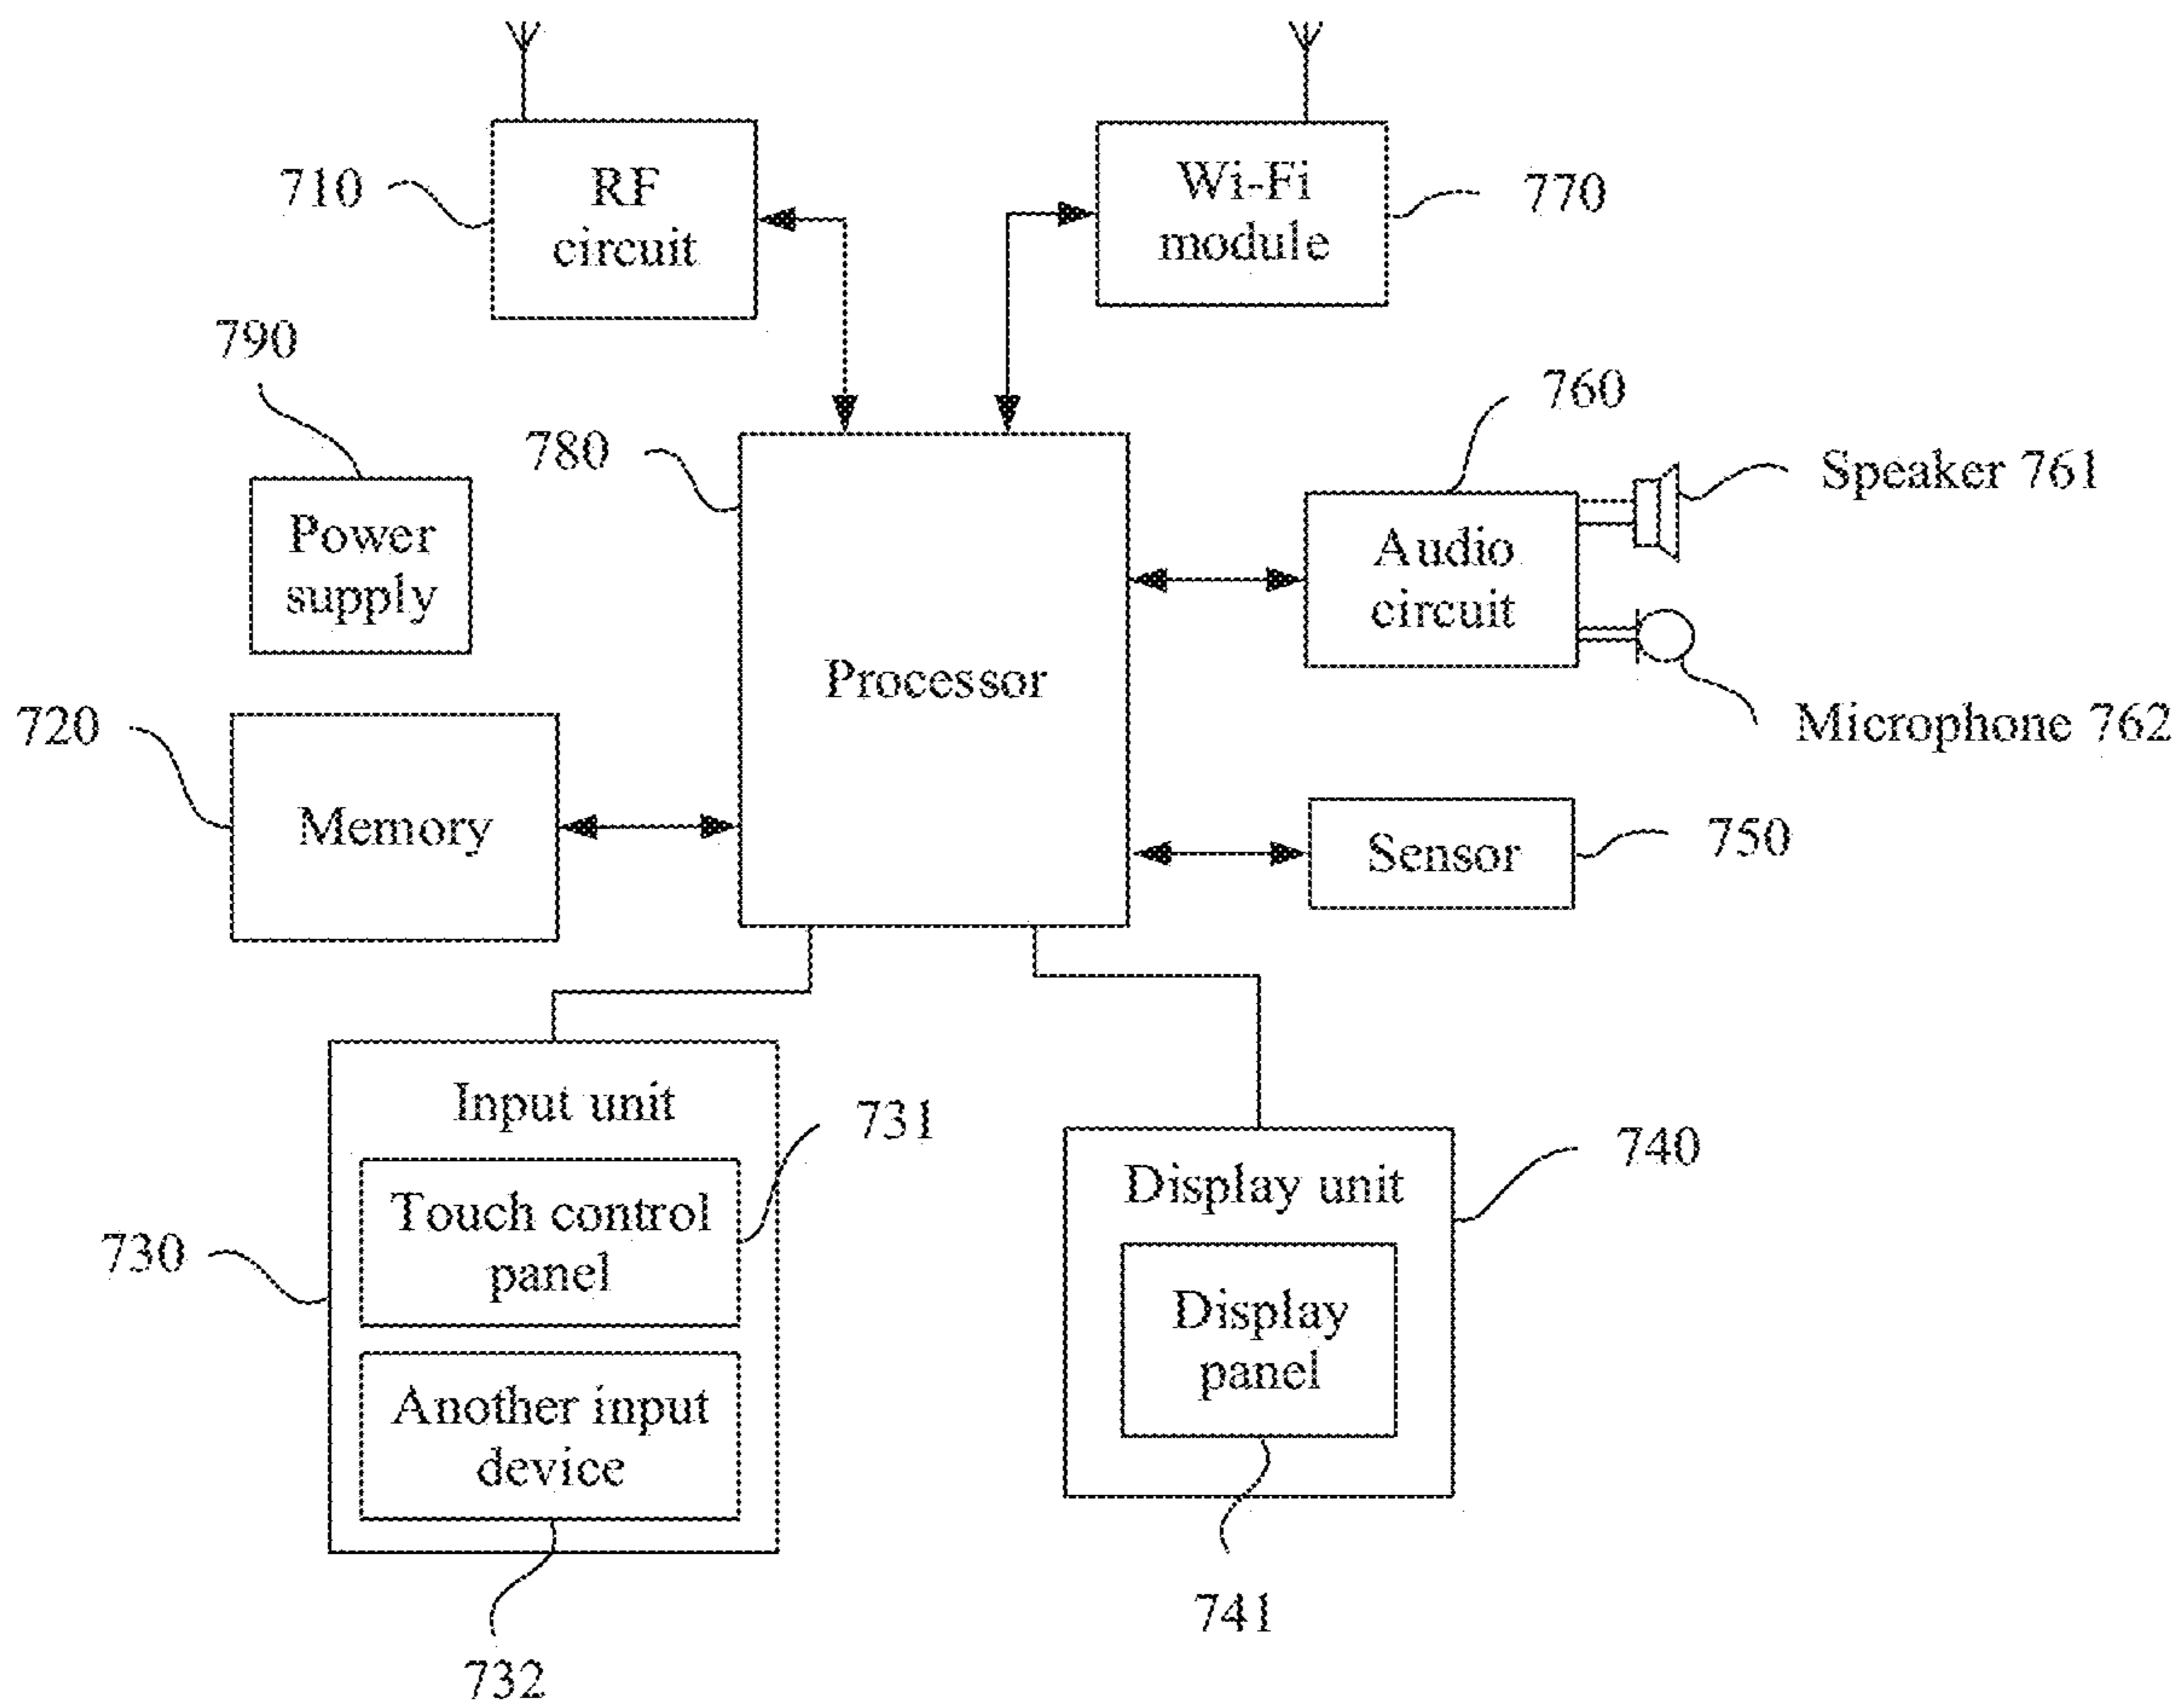 710
RF
circuit
Wi-Fi
module
770
790
780
760
Speaker 761
Power
supply
Audio
circuit
Processor
720
Microphone 762
Memory
Sensor
750
Input unit
731
Touch control
panel
730
Another input
device
732
Display unit
740
Display
panel
741